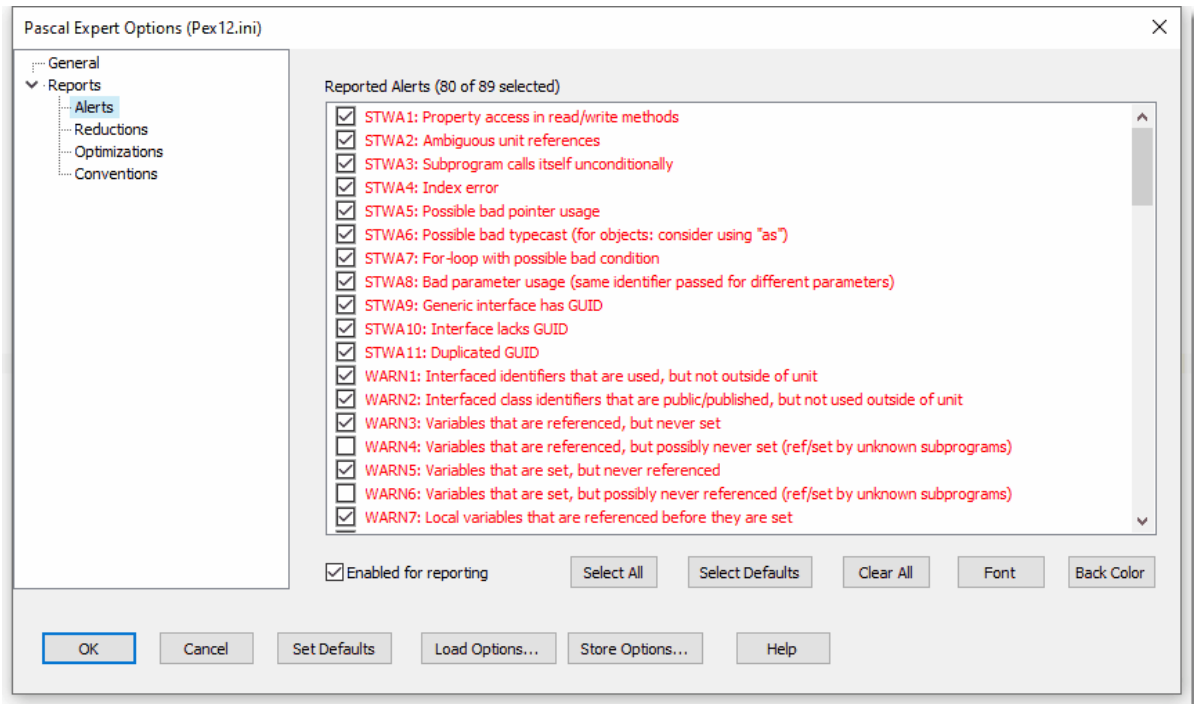 Pascal Expert Options (Pex12.ini)
General
Reports
Alerts
Reductions
Optimizations
Conventions
Reported Alerts (80 of 89 selected)
STWA1: Property access in read/write methods
STWA2: Ambiguous unit references
STWA3: Subprogram calls itself unconditionally
STWA4: Index error
STWA5: Possible bad pointer usage
STWA6: Possible bad typecast (for objects: consider using "as")
STWA7: For-loop with possible bad condition
STWA8: Bad parameter usage (same identifier passed for different parameters)
STWA9: Generic interface has GUID
STWA10: Interface lacks GUID
STWA11: Duplicated GUID
WARN1: Interfaced identifiers that are used, but not outside of unit
WARN2: Interfaced class identifiers that are public/published, but not used outside of unit
WARN3: Variables that are referenced, but never set
WARN4: Variables that are referenced, but possibly never set (ref/set by unknown subprograms)
WARN5: Variables that are set, but never referenced
WARN6: Variables that are set, but possibly never referenced (ref/set by unknown subprograms)
WARN7: Local variables that are referenced before they are set
Enabled for reporting Select All Select Defaults Clear All Font Back Color
OK Cancel Set Defaults Load Options... Store Options... Help